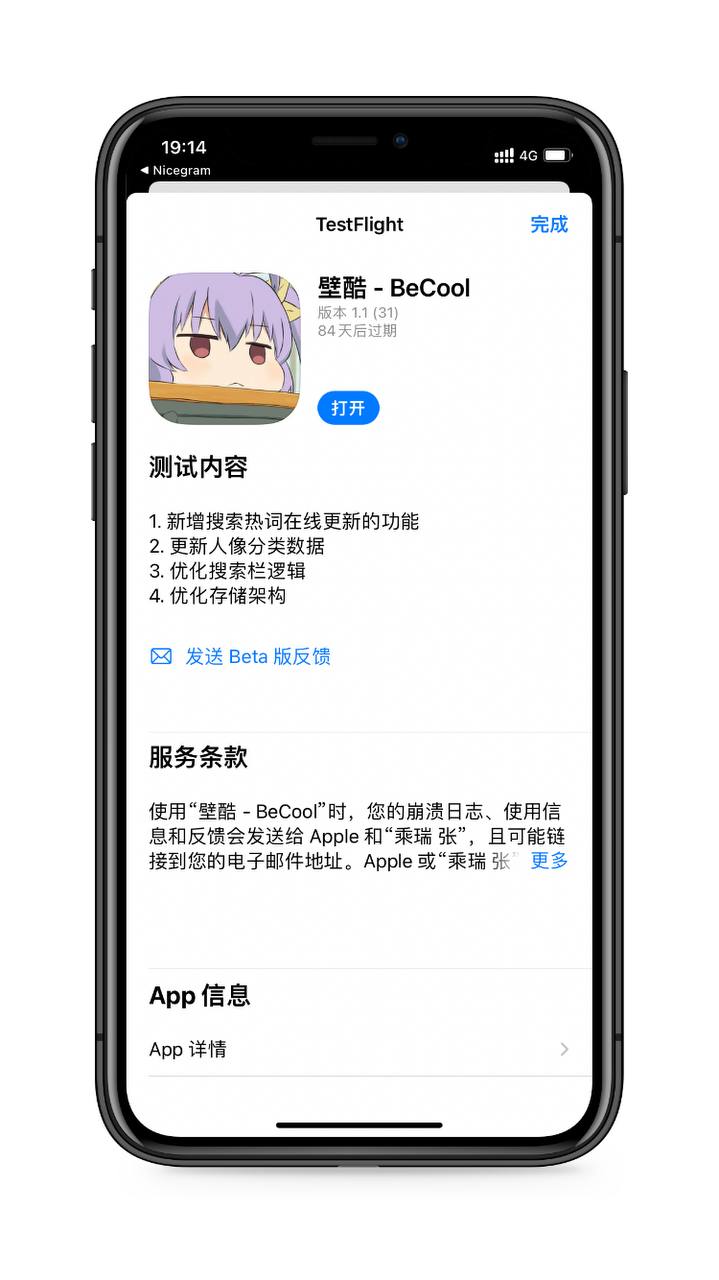 19:14
4G
◀ Nicegram
TestFlight
完成
壁酷 - BeCool
版本 1.1 (31)
84 天后过期
打开
测试内容
1. 新增搜索热词在线更新的功能
2. 更新人像分类数据
3. 优化搜索栏逻辑
4. 优化存储架构
发送 Beta 版反馈
服务条款
使用“壁酷 - BeCool”时，您的崩溃日志、使用信
息和反馈会发送给 Apple 和“乘瑞 张”，且可能链
接到您的电子邮件地址。Apple 或“乘瑞 张” 更多
App 信息
App 详情